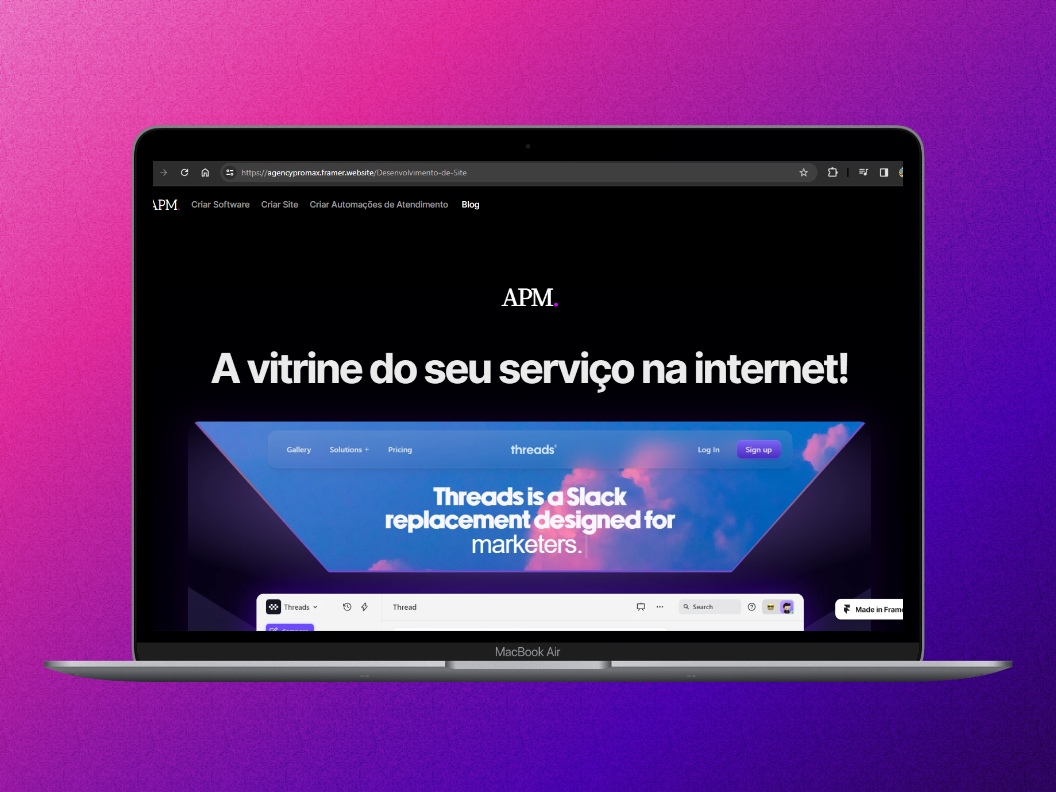 https://agencypromax.framer.website/Desenvolvimento-de-Site
APM. Criar Software Criar Site Criar Automações de Atendimento Blog
APM.
A vitrine do seu serviço na internet!
Gallery Solutions + Pricing threads® Log In Sign up
Threads is a Slack
replacement designed for
marketers.
Threads Thread Search
Made in Frame
MacBook Air